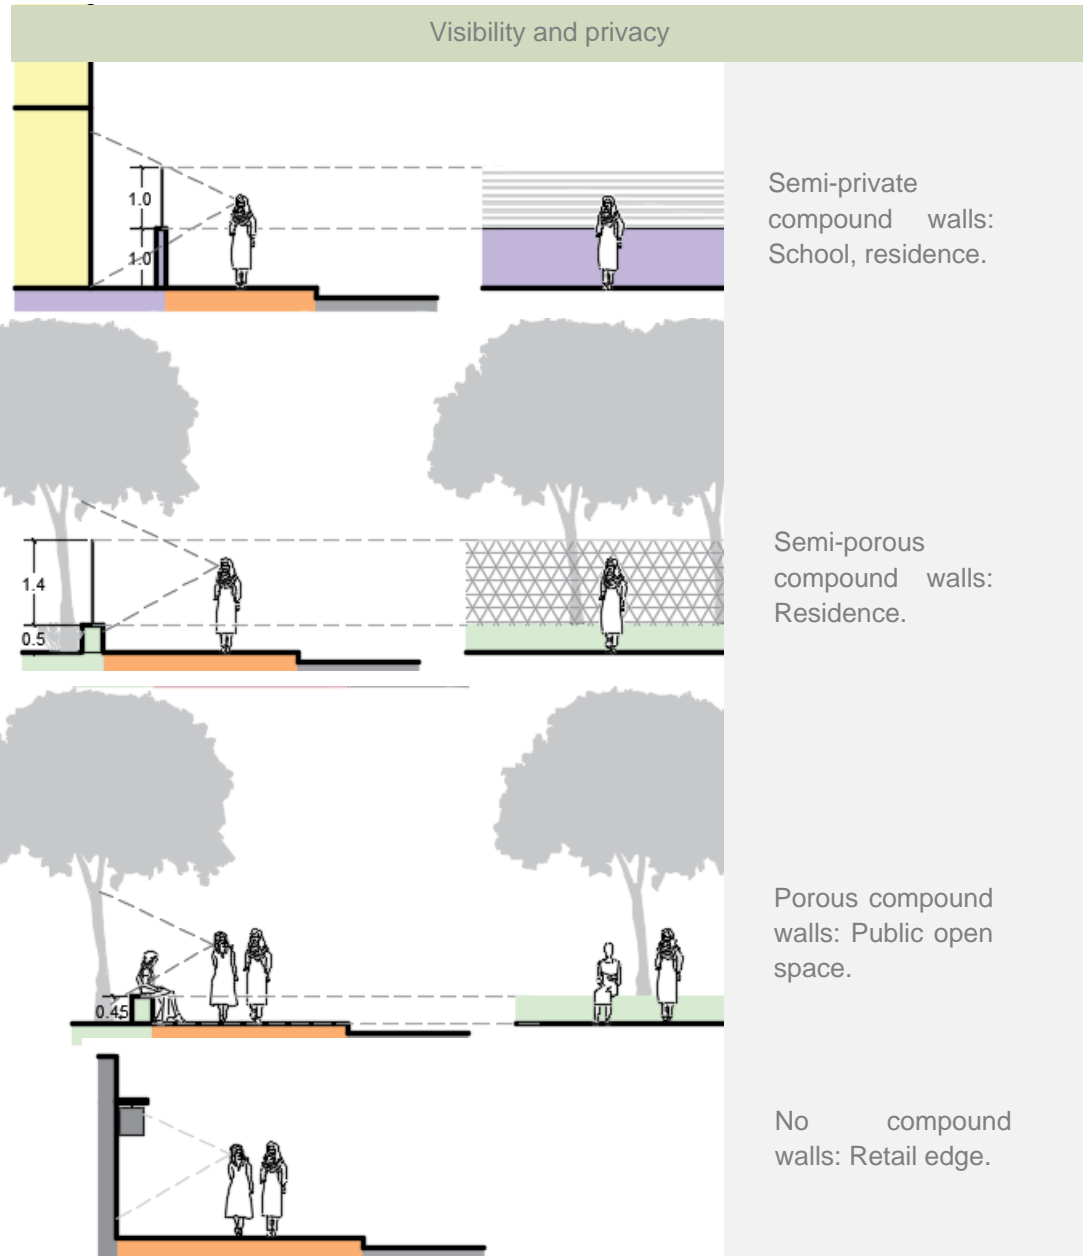 Visibility and privacy
1.0
1.0
Semi-private
compound walls:
School, residence.
1.4
0.5
Semi-porous
compound walls:
Residence.
0.45
Porous compound
walls: Public open
space.
No compound
walls: Retail edge.